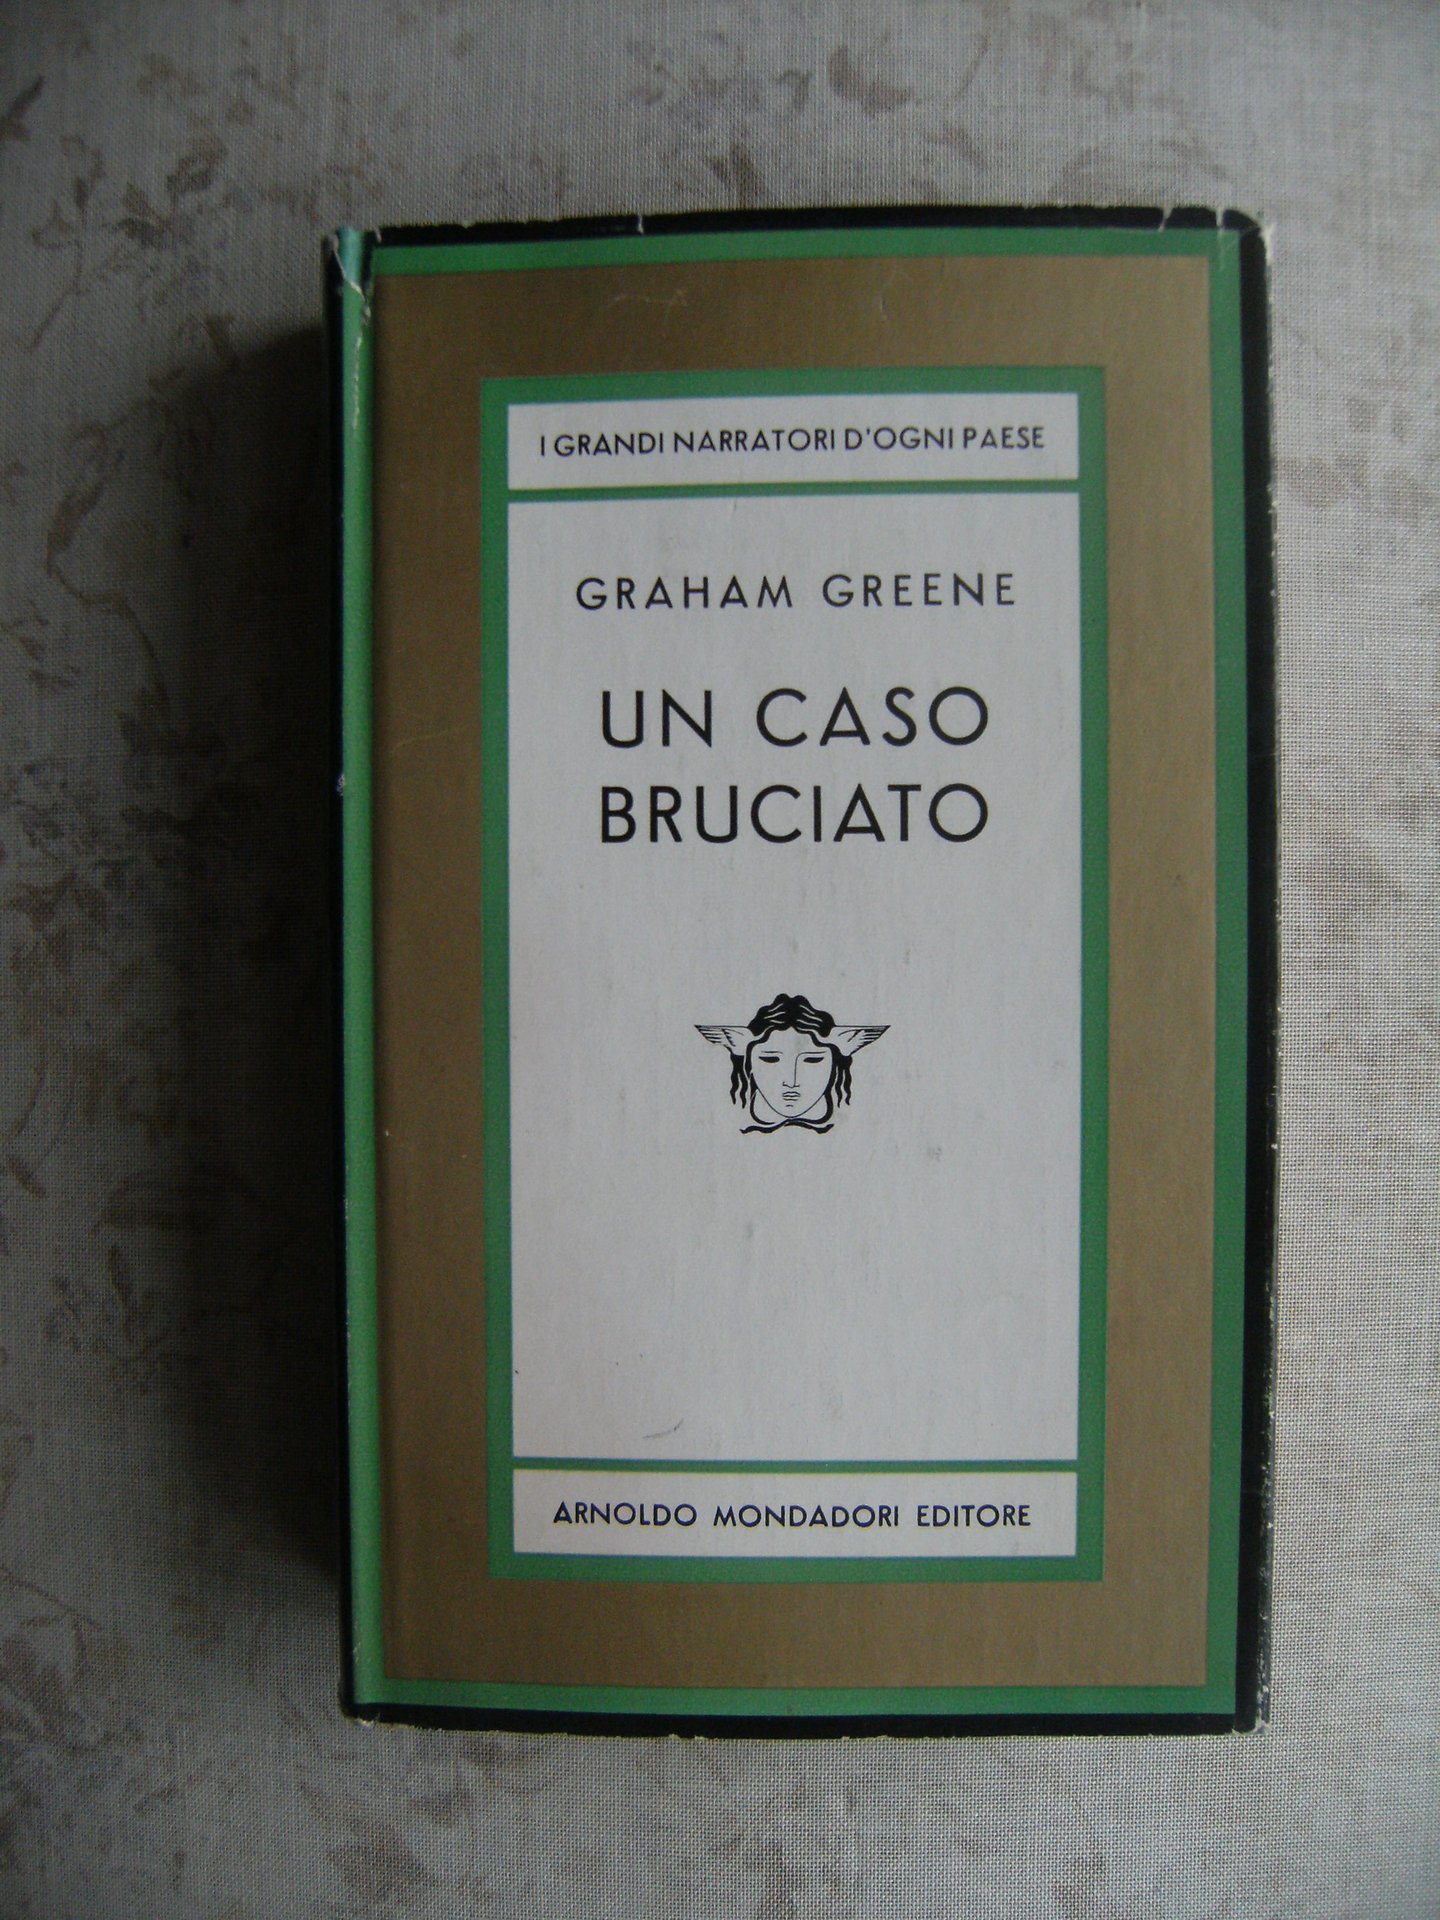 I GRANDI NARRATORI D'OGNI PAESE
GRAHAM GREENE
UN CASO
BRUCIATO
ARNOLDO MONDADORI EDITORE